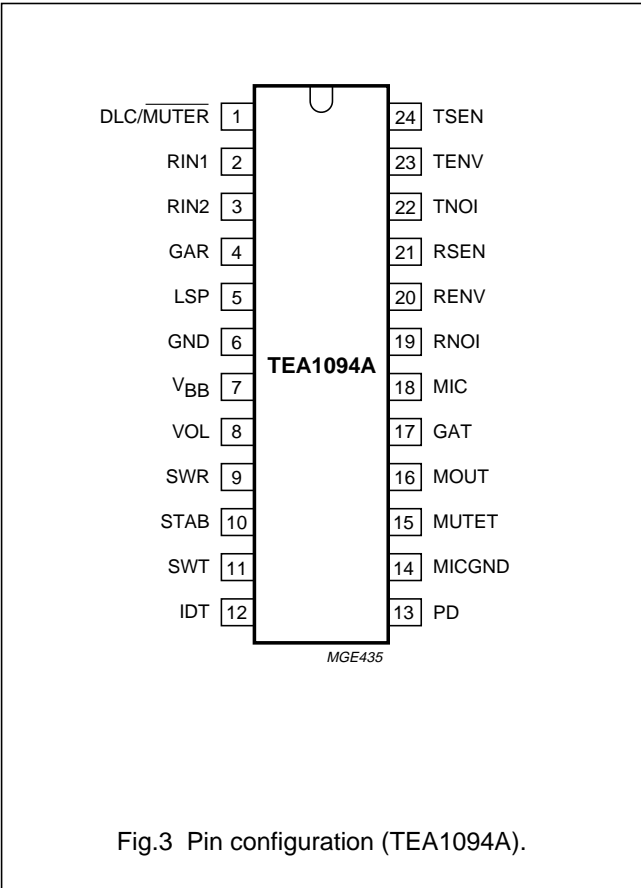 DLC/MUTER 1 24 TSEN
RIN1 2 23 TENV
RIN2 3 22 TNOI
GAR 4 21 RSEN
LSP 5 20 RENV
GND 6 19 RNOI
TEA1094A
VBB 7 18 MIC
VOL 8 17 GAT
SWR 9 16 MOUT
STAB 10 15 MUTET
SWT 11 14 MICGND
IDT 12 13 PD
MGE435
Fig.3 Pin configuration (TEA1094A).